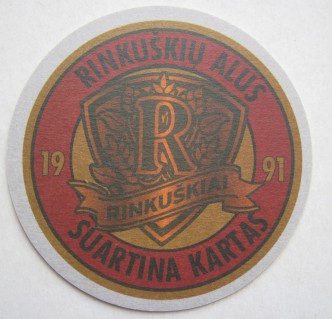 RINKUŠKIŲ ALUS
19 91
R
RINKUŠKIAI
SUARTINA KARTAS